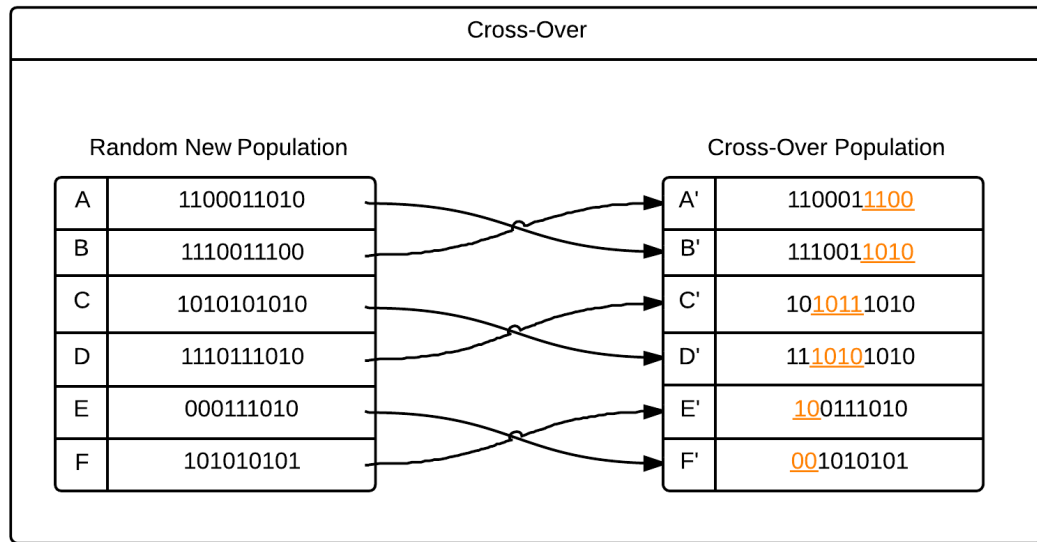 Cross-Over
Random New Population
Cross-Over Population
A 1100011010
A' 1100011100
B 1110011100
B' 1110011010
C 1010101010
C' 1010111010
D 1110111010
D' 1110101010
E 000111010
E' 100111010
F 101010101
F' 001010101